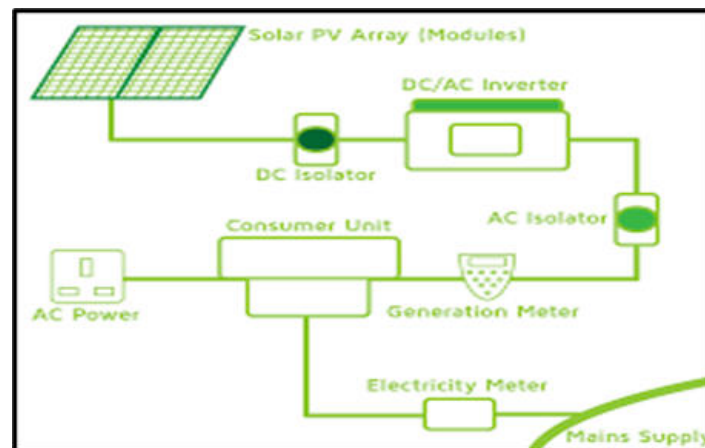 Solar PV Array (Modules)
DC/AC Inverter
DC Isolator
AC Isolator
Consumer Unit
AC Power
Generation Meter
Electricity Meter
Mains Supply